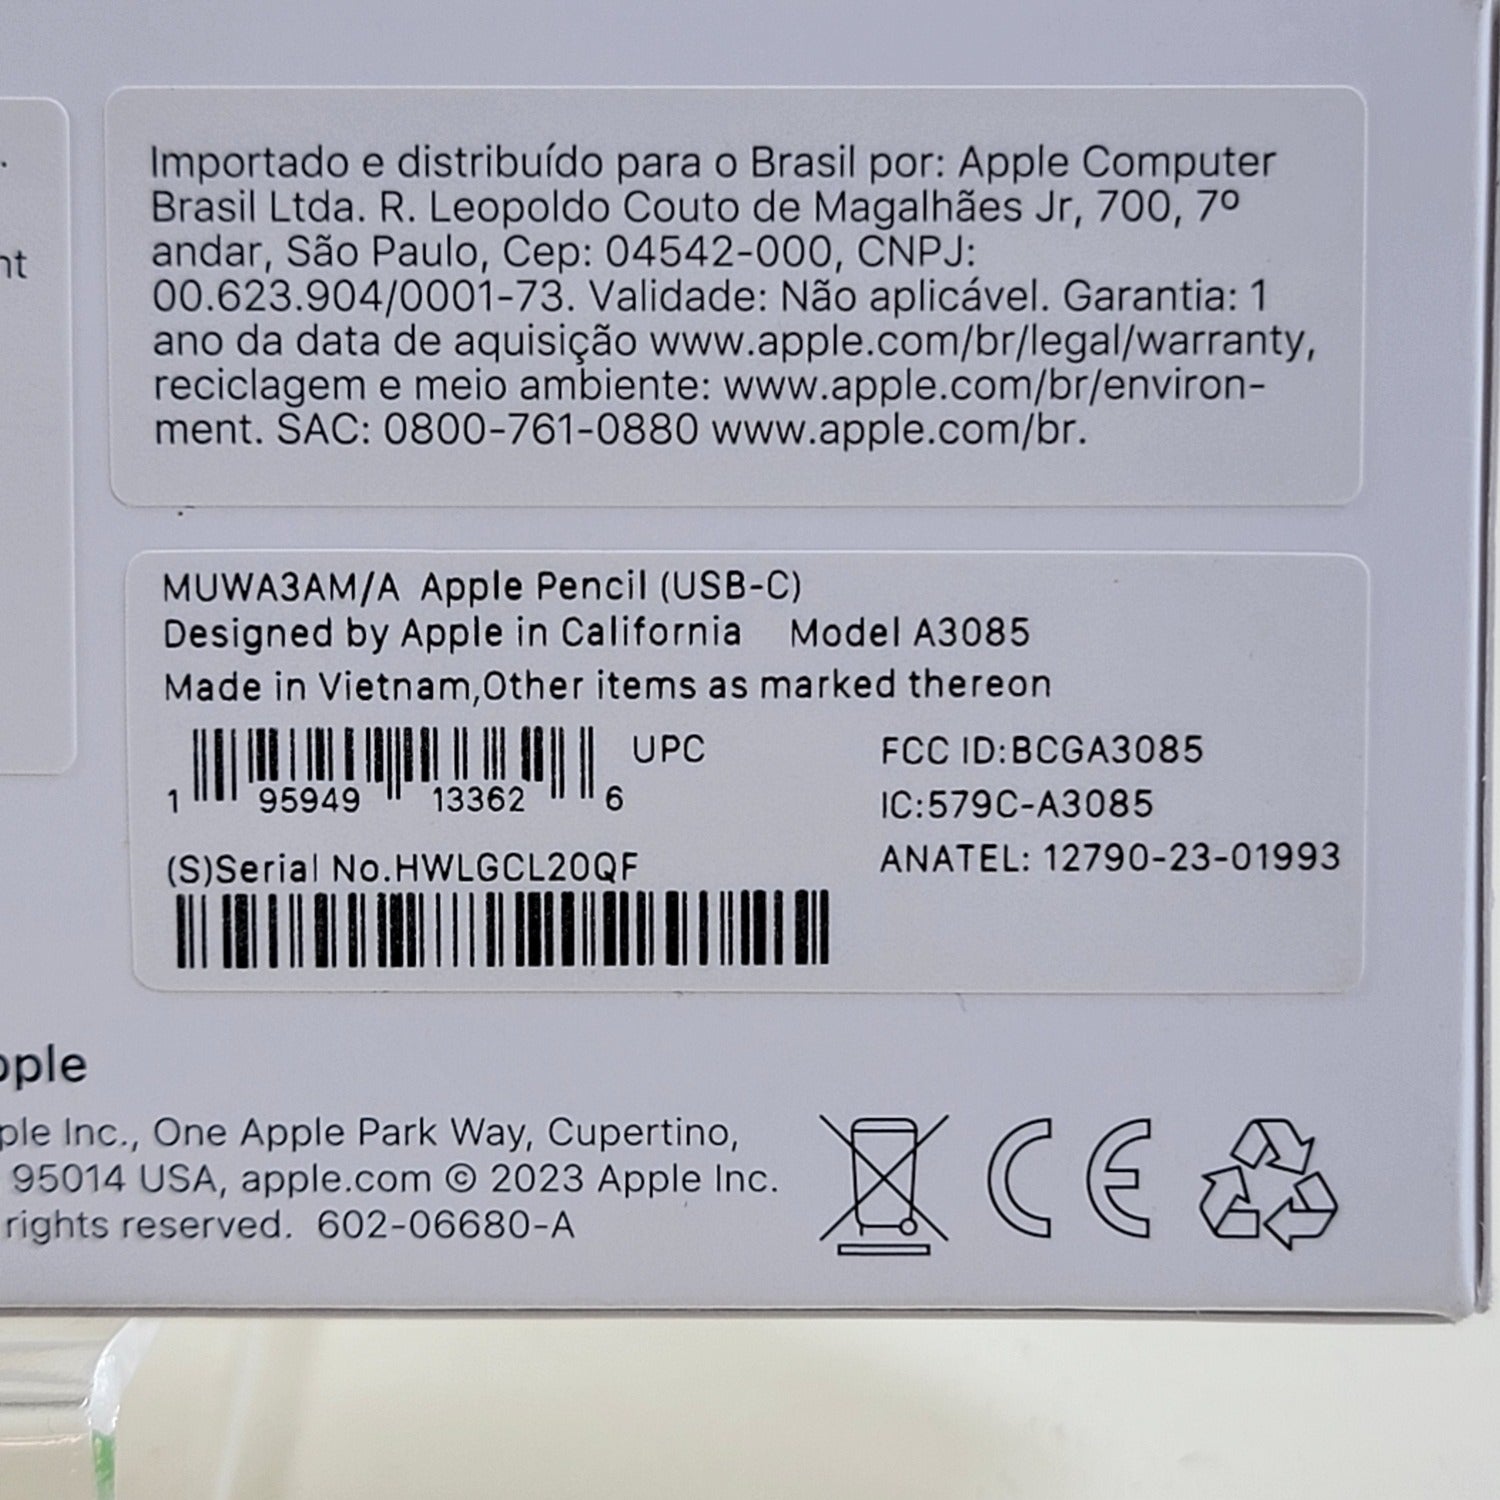 nt
Importado e distribuído para o Brasil por: Apple Computer
Brasil Ltda. R. Leopoldo Couto de Magalhães Jr, 700, 7º
andar, São Paulo, Cep: 04542-000, CNPJ:
00.623.904/0001-73. Validade: Não aplicável. Garantia: 1
ano da data de aquisição www.apple.com/br/legal/warranty,
reciclagem e meio ambiente: www.apple.com/br/environ-
ment. SAC: 0800-761-0880 www.apple.com/br.
MUWA3AM/A Apple Pencil (USB-C)
Designed by Apple in California Model A3085
Made in Vietnam,Other items as marked thereon
UPC
1 95949 13362 6
(S)Serial No.HWLGCL20QF
FCC ID:BCGA3085
IC:579C-A3085
ANATEL: 12790-23-01993
pple
ple Inc., One Apple Park Way, Cupertino,
95014 USA, apple.com © 2023 Apple Inc.
rights reserved. 602-06680-A
CE